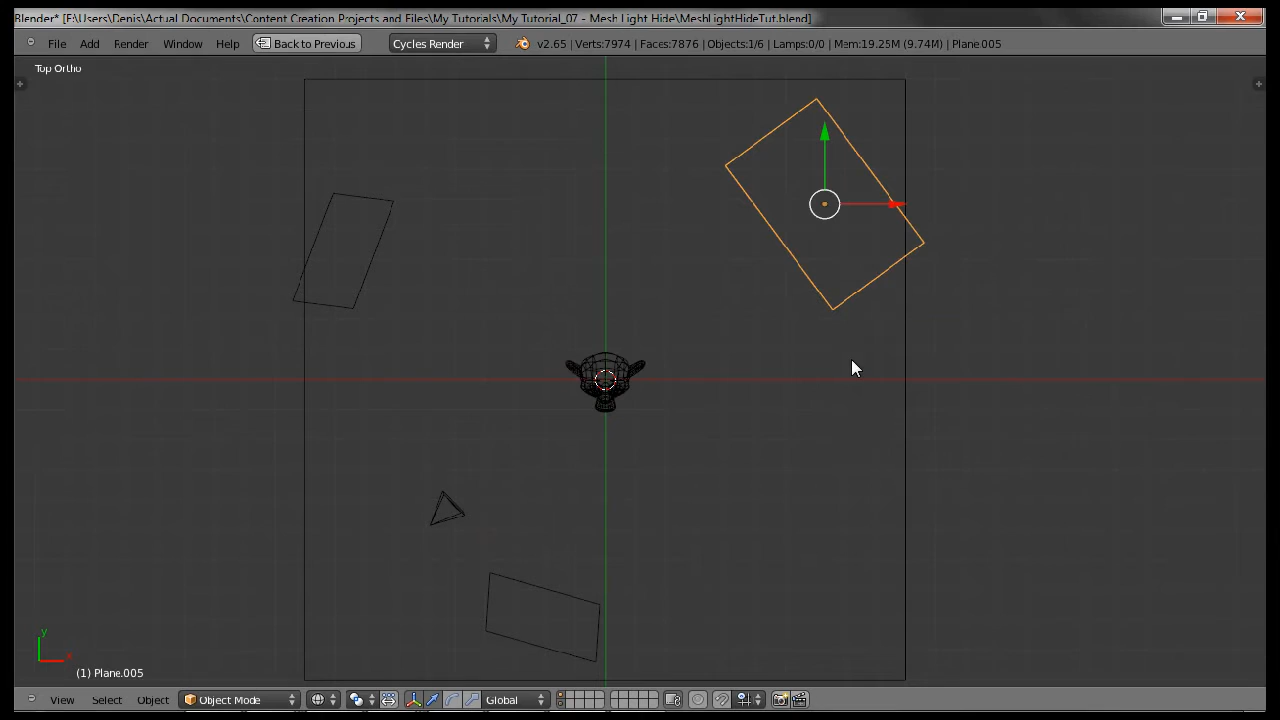 Blender* [E:\Users\Denis\Actual Documents\Content Creation Projects and Files\My Tutorials\My Tutorial_07 - Mesh Light Hide\MeshLightHideTut.blend]
File Add Render Window Help Back to Previous Cycles Render v2.65 | Verts:7974 | Faces:7876 | Objects:1/6 | Lamps:0/0 | Mem:19.25M (9.74M) | Plane.005
Top Ortho
y
x
(1) Plane.005
View Select Object Object Mode Global